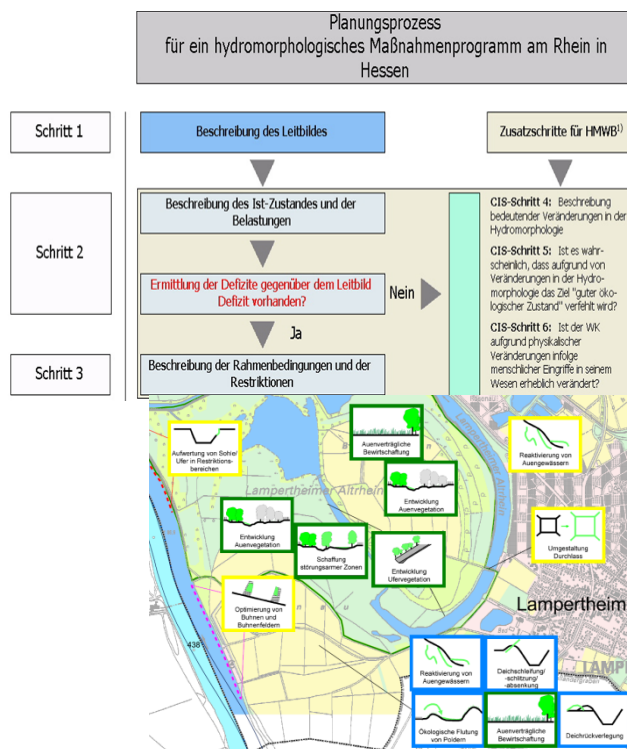 Planungsprozess
für ein hydromorphologisches Maßnahmenprogramm am Rhein in
Hessen
Schritt 1
Beschreibung des Leitbildes
Zusatzschritte für HMWB1)
Schritt 2
Beschreibung des Ist-Zustandes und der
Belastungen
Ermittlung der Defizite gegenüber dem Leitbild
Defizit vorhanden?
Nein
Ja
CIS-Schritt 4: Beschreibung
bedeutender Veränderungen in der
Hydromorphologie
CIS-Schritt 5: Ist es wahr-
scheinlich, dass aufgrund von
Veränderungen in der Hydro-
morphologie das Ziel "guter öko-
logischer Zustand" verfehlt wird?
CIS-Schritt 6: Ist der WK
aufgrund physikalischer
Veränderungen infolge
menschlicher Eingriffe in seinem
Wesen erheblich verändert?
Schritt 3
Beschreibung der Rahmenbedingungen und der
Restriktionen
Aufwertung von Sohle/
Ufer in Restriktions-
bereichen
Auenverträgliche
Bewirtschaftung
Lampertheimer Altrhein
Reaktivierung von
Auengewässern
Lampertheimer Altrhein
Entwicklung
Auenvegetation
Entwicklung
Auenvegetation
Schaffung
störungsarmer Zonen
Entwicklung
Ufervegetation
Umgestaltung
Durchlass
Optimierung von
Buhnen und
Buhnenfeldern
Lampertheim
438
Reaktivierung von
Auengewässern
Deichschleifung/
-schlitzung/
-absenkung
LAMP
Ökologische Flutung
von Poldern
Auenverträgliche
Bewirtschaftung
Deichrückverlegung